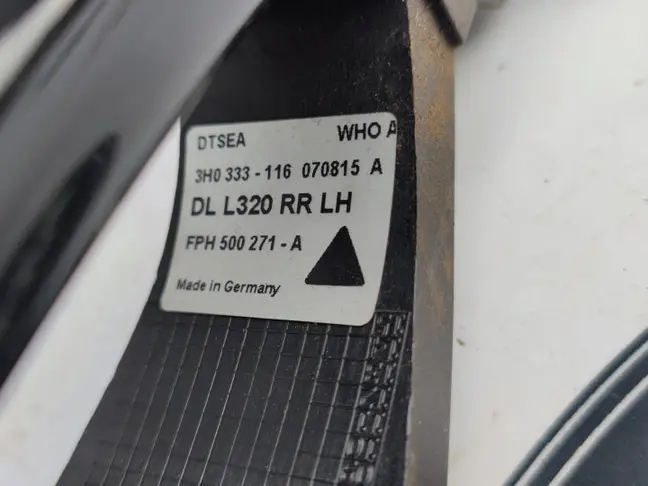 DTSEA WHO A
3H0 333 - 116 070815 A
DL L320 RR LH
FPH 500 271 - A
Made in Germany